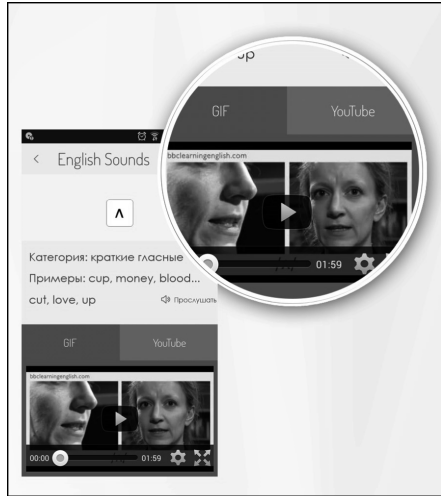 English Sounds
ʌ
Категория: краткие гласные
Примеры: cup, money, blood...
cut, love, up
Прослушать
GIF YouTube
bbclearningenglish.com
00:00 01:59
up
GIF YouTube
bbclearningenglish.com
01:59